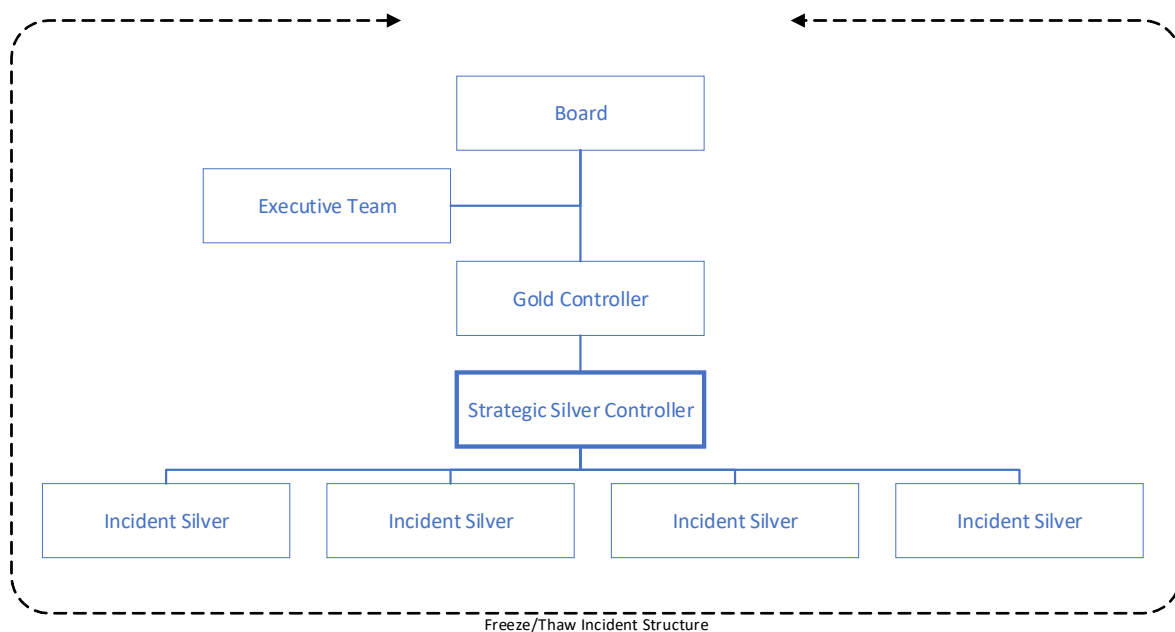 Board
Executive Team
Gold Controller
Strategic Silver Controller
Incident Silver
Incident Silver
Incident Silver
Incident Silver
Freeze/Thaw Incident Structure